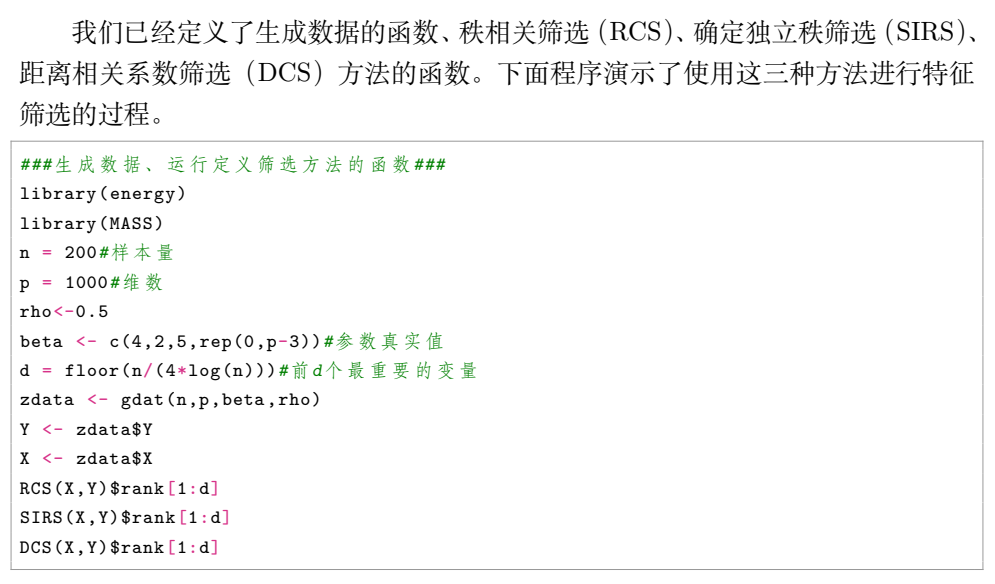 我们已经定义了生成数据的函数、秩相关筛选（RCS）、确定独立秩筛选（SIRS）、
距离相关系数筛选（DCS）方法的函数。下面程序演示了使用这三种方法进行特征
筛选的过程。
###生成数据、运行定义筛选方法的函数###
library(energy)
library(MASS)
n = 200#样本量
p = 1000#维数
rho<-0.5
beta <- c(4,2,5,rep(0,p-3))#参数真实值
d = floor(n/(4*log(n)))#前d个最重要的变量
zdata <- gdat(n,p,beta,rho)
Y <- zdata$Y
X <- zdata$X
RCS(X,Y)$rank[1:d]
SIRS(X,Y)$rank[1:d]
DCS(X,Y)$rank[1:d]